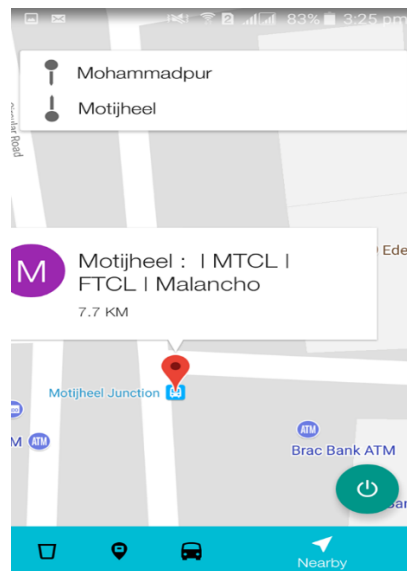 83% 3:25 pm
Mohammadpur
Motijheel
Road
M
Motijheel : I MTCL I
FTCL I Malancho
7.7 KM
Ede
Motijheel Junction
ATM
M ATM
Brac Bank ATM
Nearby